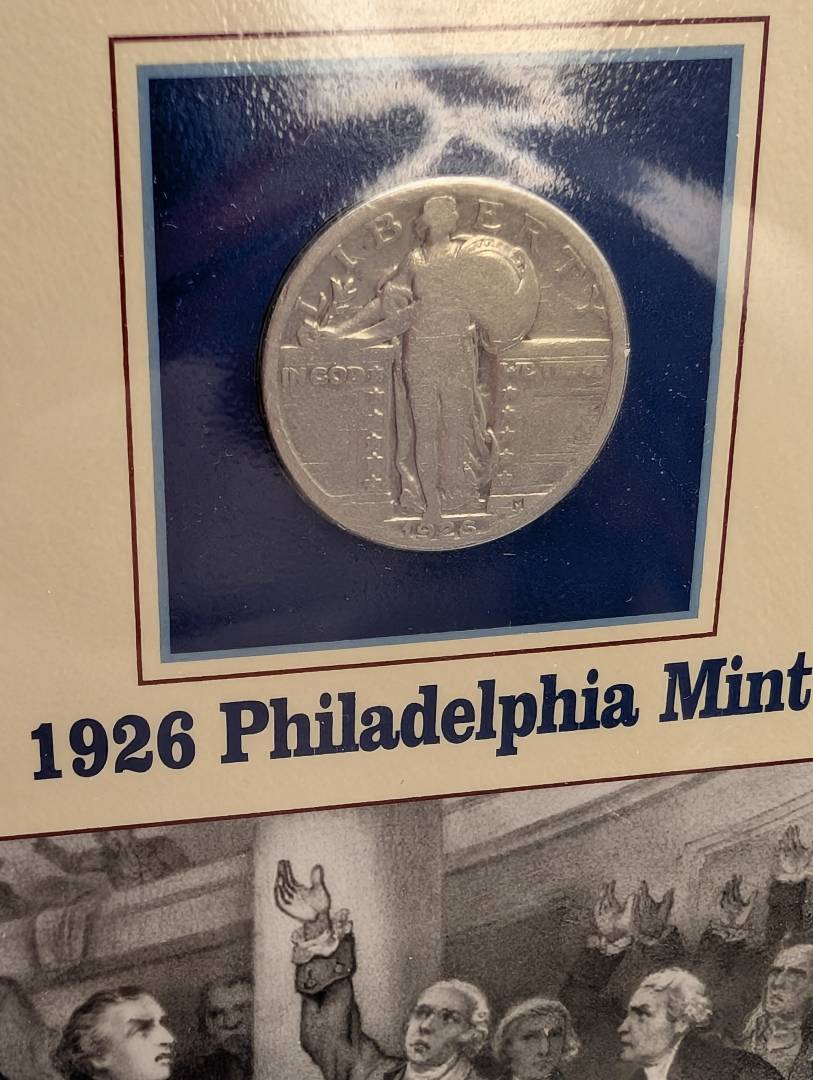 LIBERTY
IN GOD WE TRUST
M
1926
1926 Philadelphia Mint